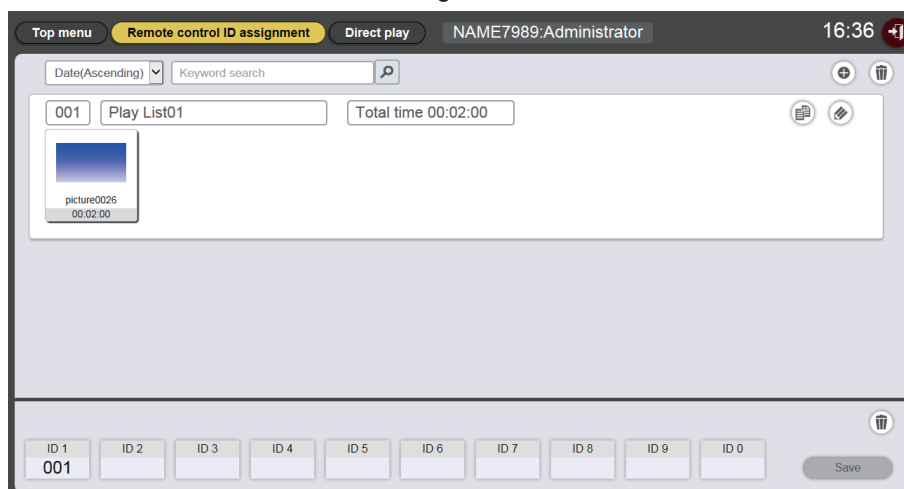 Top menu Remote control ID assignment Direct play NAME7989:Administrator 16:36
Date(Ascending) Keyword search
001 Play List01 Total time 00:02:00
picture0026
00:02:00
ID 1 ID 2 ID 3 ID 4 ID 5 ID 6 ID 7 ID 8 ID 9 ID 0
001 Save